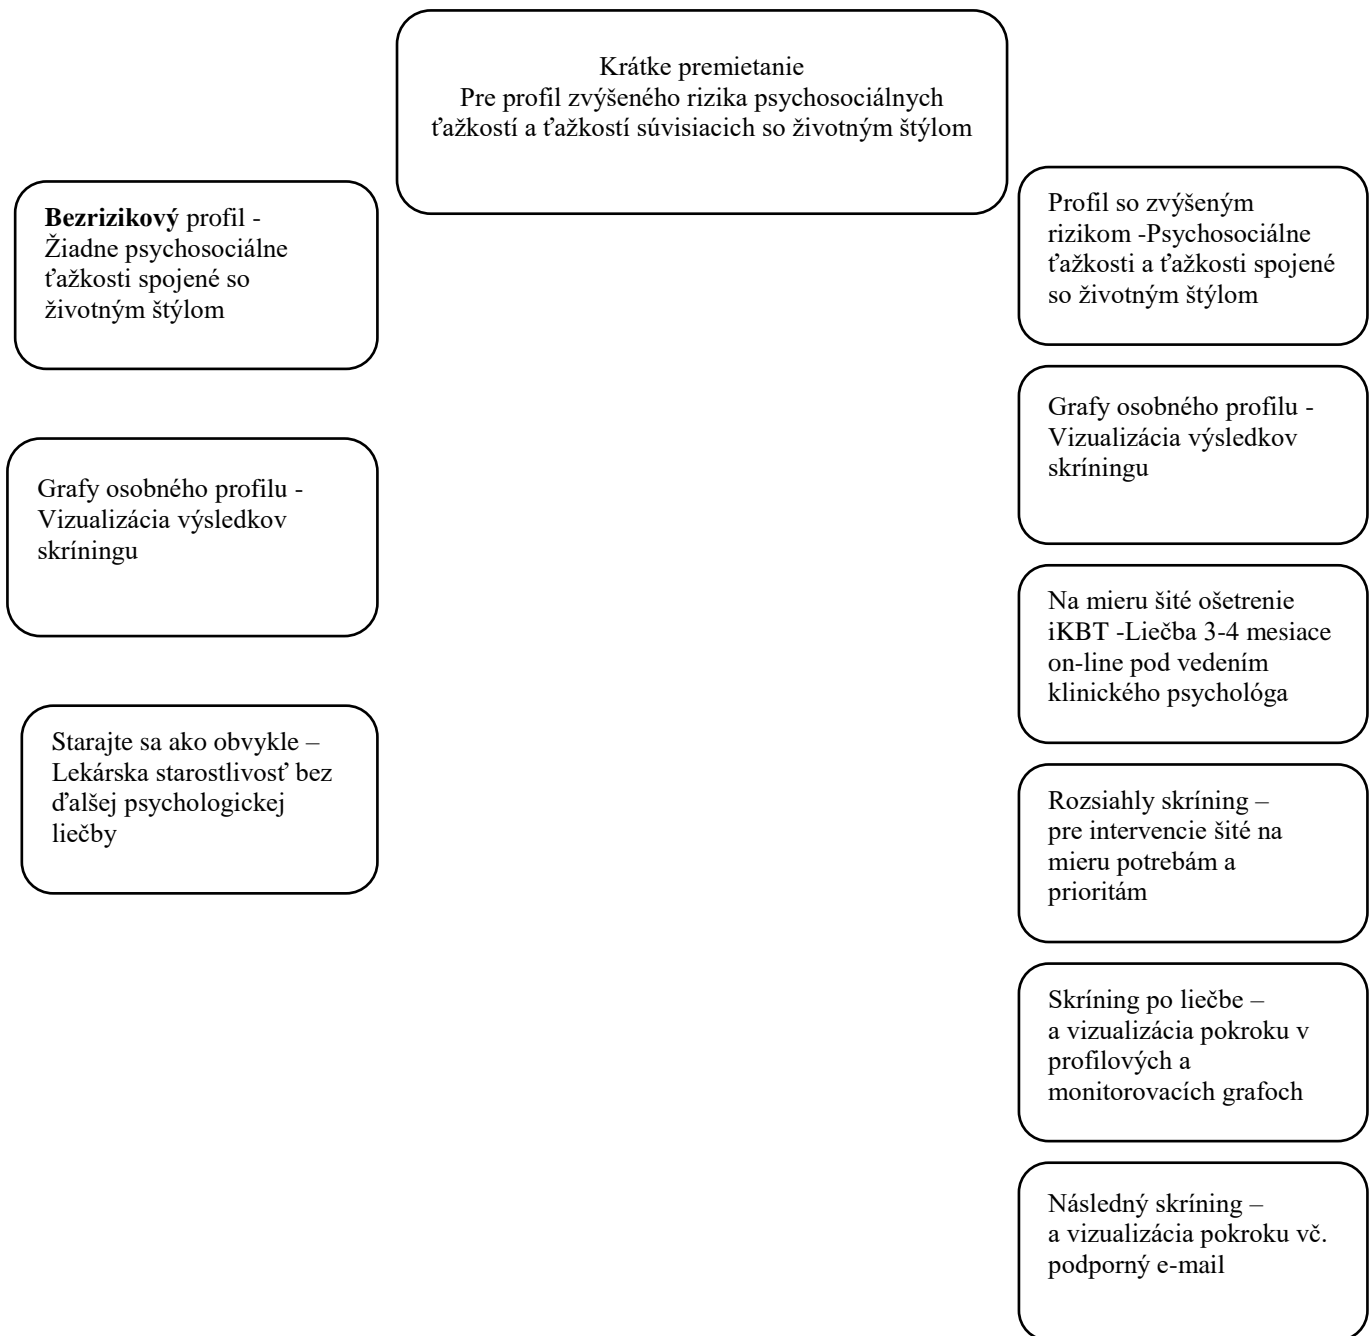 Krátke premietanie
Pre profil zvýšeného rizika psychosociálnych
ťažkostí a ťažkostí súvisiacich so životným štýlom
Bezrizikový profil -
Žiadne psychosociálne
ťažkosti spojené so
životným štýlom
Grafy osobného profilu -
Vizualizácia výsledkov
skríningu
Starajte sa ako obvykle –
Lekárska starostlivosť bez
ďalšej psychologickej
liečby
Profil so zvýšeným
rizikom -Psychosociálne
ťažkosti a ťažkosti spojené
so životným štýlom
Grafy osobného profilu -
Vizualizácia výsledkov
skríningu
Na mieru šité ošetrenie
iKBT -Liečba 3-4 mesiace
on-line pod vedením
klinického psychológa
Rozsiahly skríning –
pre intervencie šité na
mieru potrebám a
prioritám
Skríning po liečbe –
a vizualizácia pokroku v
profilových a
monitorovacích grafoch
Následný skríning –
a vizualizácia pokroku vč.
podporný e-mail